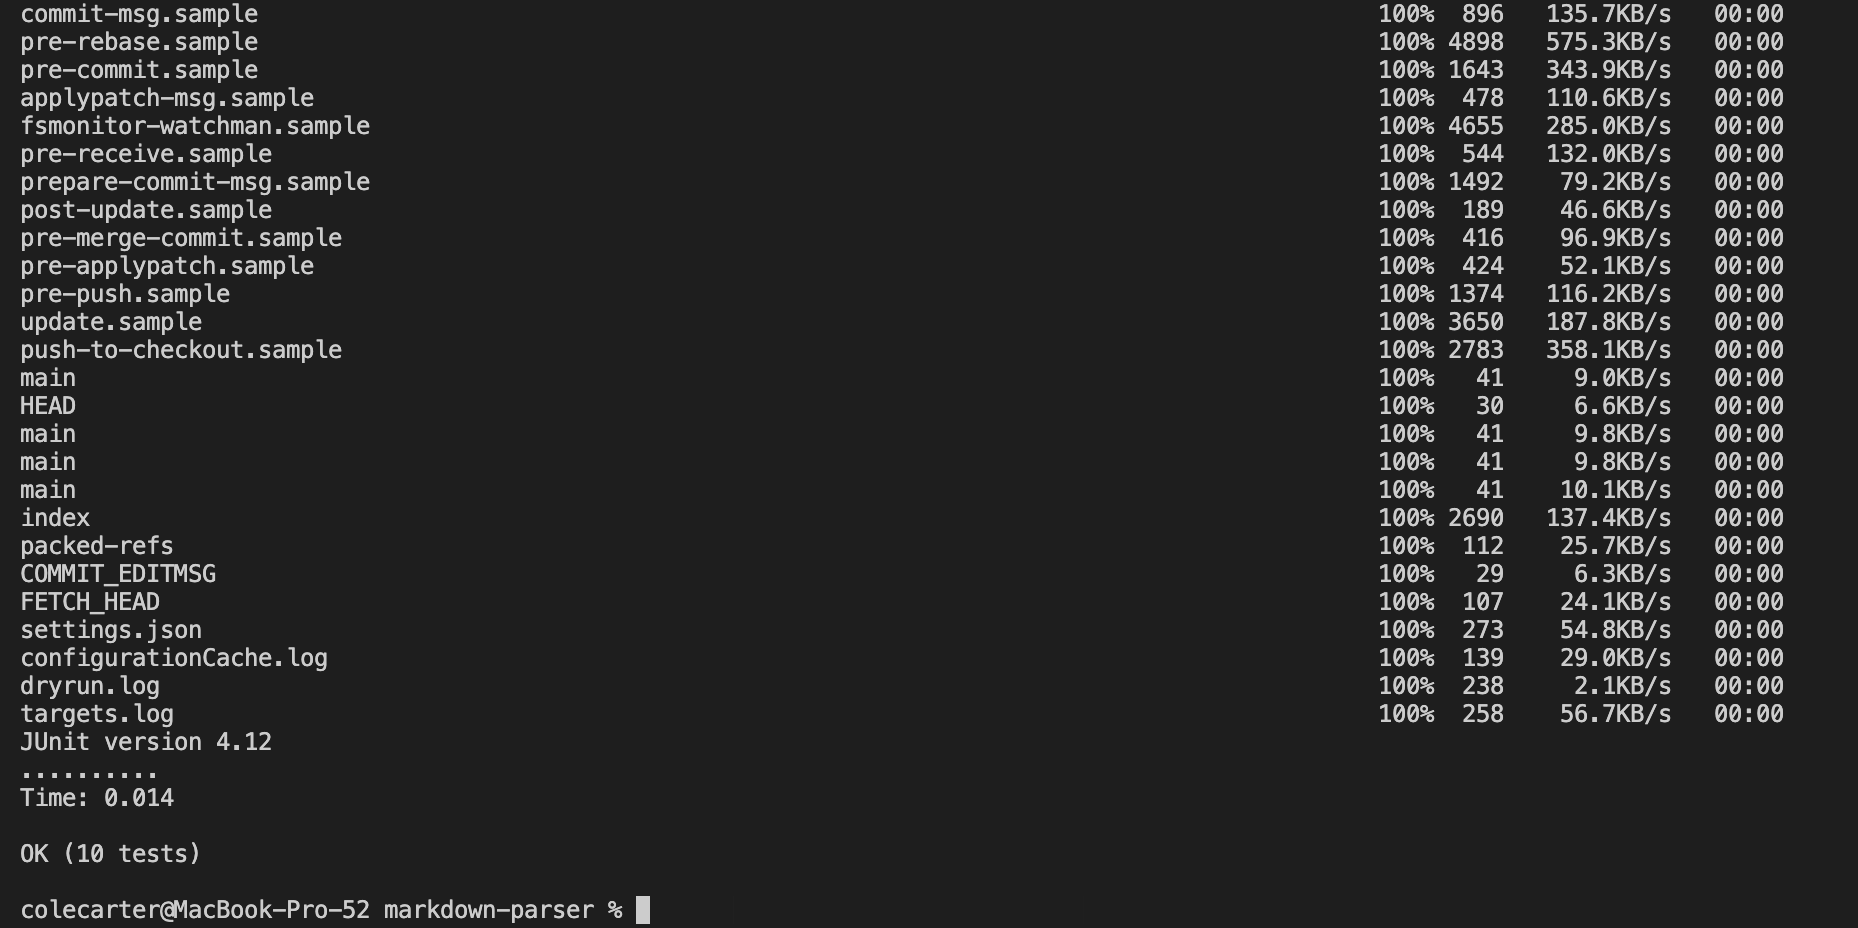 commit-msg.sample 100% 896 135.7KB/s 00:00
pre-rebase.sample 100% 4898 575.3KB/s 00:00
pre-commit.sample 100% 1643 343.9KB/s 00:00
applypatch-msg.sample 100% 478 110.6KB/s 00:00
fsmonitor-watchman.sample 100% 4655 285.0KB/s 00:00
pre-receive.sample 100% 544 132.0KB/s 00:00
prepare-commit-msg.sample 100% 1492 79.2KB/s 00:00
post-update.sample 100% 189 46.6KB/s 00:00
pre-merge-commit.sample 100% 416 96.9KB/s 00:00
pre-applypatch.sample 100% 424 52.1KB/s 00:00
pre-push.sample 100% 1374 116.2KB/s 00:00
update.sample 100% 3650 187.8KB/s 00:00
push-to-checkout.sample 100% 2783 358.1KB/s 00:00
main 100% 41 9.0KB/s 00:00
HEAD 100% 30 6.6KB/s 00:00
main 100% 41 9.8KB/s 00:00
main 100% 41 9.8KB/s 00:00
main 100% 41 10.1KB/s 00:00
index 100% 2690 137.4KB/s 00:00
packed-refs 100% 112 25.7KB/s 00:00
COMMIT_EDITMSG 100% 29 6.3KB/s 00:00
FETCH_HEAD 100% 107 24.1KB/s 00:00
settings.json 100% 273 54.8KB/s 00:00
configurationCache.log 100% 139 29.0KB/s 00:00
dryrun.log 100% 238 2.1KB/s 00:00
targets.log 100% 258 56.7KB/s 00:00
JUnit version 4.12
..........
Time: 0.014
OK (10 tests)
colecarter@MacBook-Pro-52 markdown-parser %